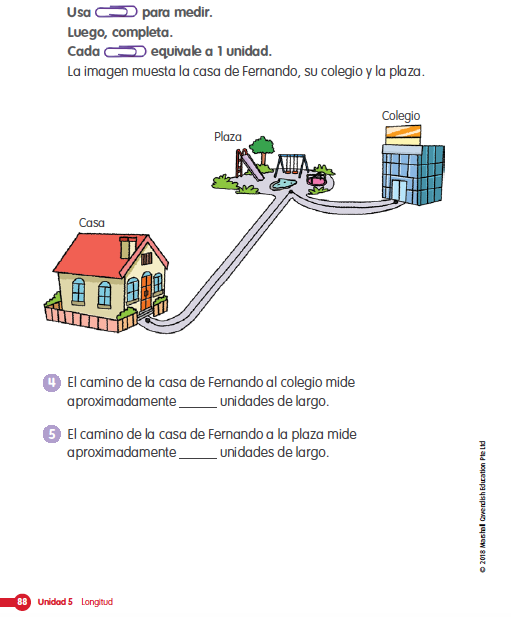 Usa para medir.
Luego, completa.
Cada equivale a 1 unidad.
La imagen muesta la casa de Fernando, su colegio y la plaza.
Colegio
Plaza
Casa
4 El camino de la casa de Fernando al colegio mide
aproximadamente ______ unidades de largo.
5 El camino de la casa de Fernando a la plaza mide
aproximadamente ______ unidades de largo.
© 2018 Marshall Cavendish Education Pte Ltd
88 Unidad 5 Longitud